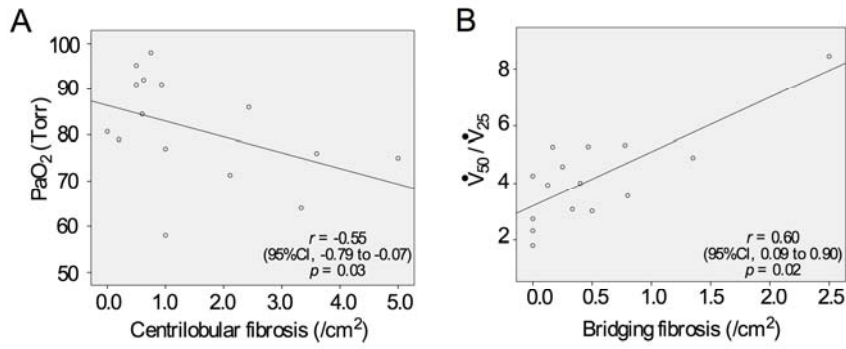 A
PaO2 (Torr)
100
90
80
70
60
50
r = -0.55
(95%CI, -0.79 to -0.07)
p = 0.03
0.0 1.0 2.0 3.0 4.0 5.0
Centrilobular fibrosis (/cm²)
B
V̇50 / V̇25
8
6
4
2
r = 0.60
(95%CI, 0.09 to 0.90)
p = 0.02
0.0 0.5 1.0 1.5 2.0 2.5
Bridging fibrosis (/cm²)